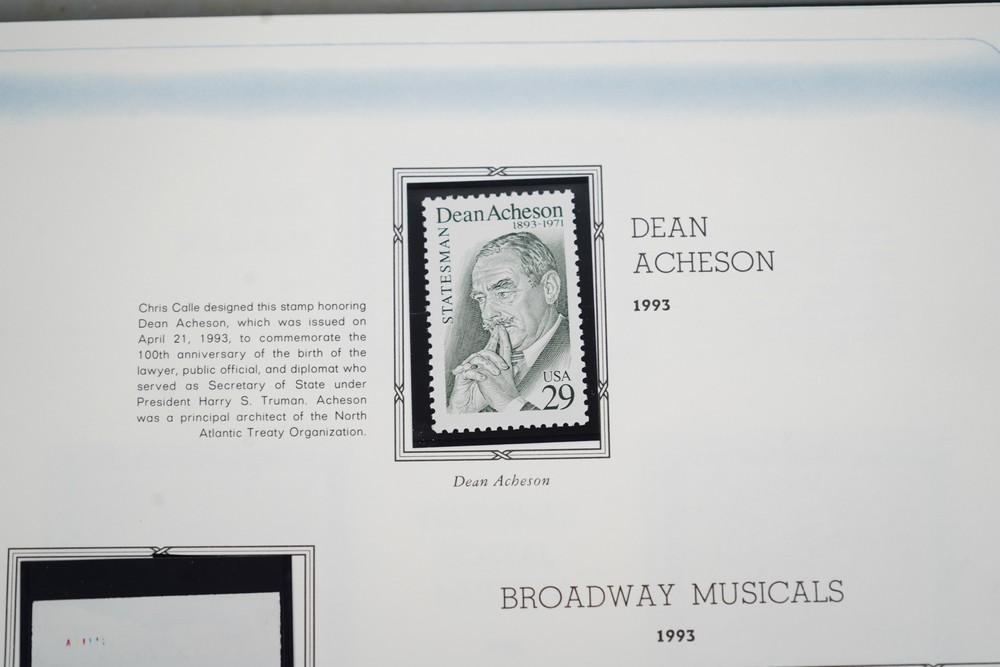 Dean Acheson
1893-1971
STATESMAN
USA
29
DEAN
ACHESON
1993
Chris Calle designed this stamp honoring
Dean Acheson, which was issued on
April 21, 1993, to commemorate the
100th anniversary of the birth of the
lawyer, public official, and diplomat who
served as Secretary of State under
President Harry S. Truman. Acheson
was a principal architect of the North
Atlantic Treaty Organization.
Dean Acheson
BROADWAY MUSICALS
1993